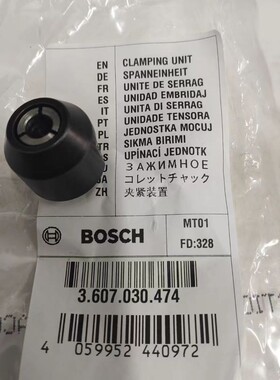 EN CLAMPING UNIT
DE SPANNEINHEIT
FR UNITE DE SERRAG
ES UNIDAD EMBRIDAJ
IT UNITA DI SERRAG
PT UNIDADE TENSORA
PL JEDNOSTKA MOCUJ
TR SIKMA BIRIMI
UPÍNACÍ JEDNOTK
ЗАЖИМНОЕ
JA コレットチャック
ZH 夹紧装置
BOSCH
MT01
FD:328
3.607.030.474
4 059952 440972